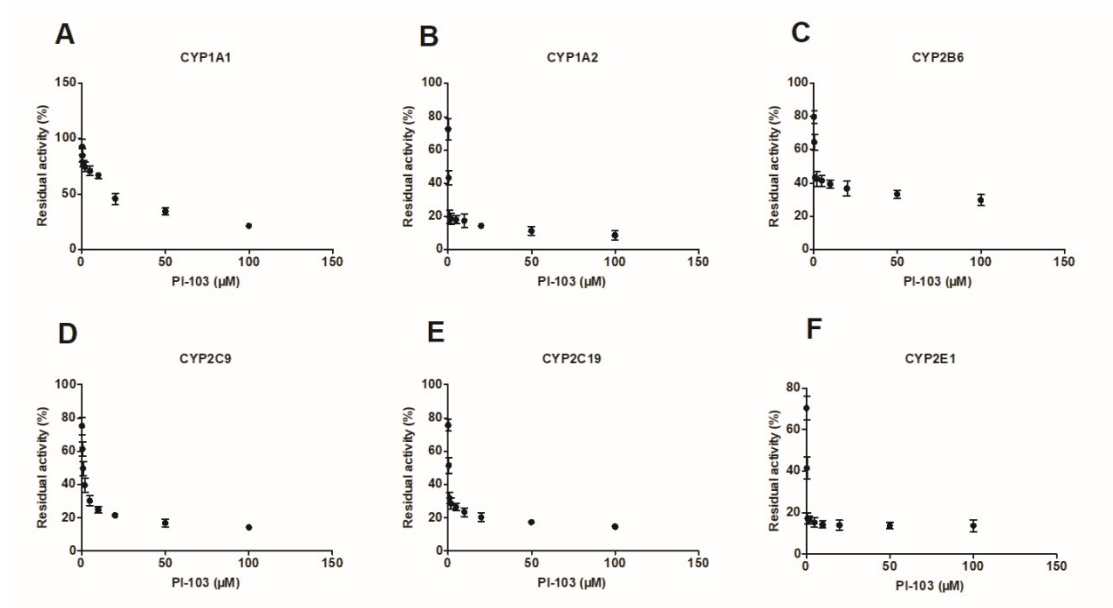 A
CYP1A1
Residual activity (%)
150
100
50
0
0 50 100 150
PI-103 (µM)
B
CYP1A2
Residual activity (%)
100
80
60
40
20
0
0 50 100 150
PI-103 (µM)
C
CYP2B6
Residual activity (%)
100
80
60
40
20
0
0 50 100 150
PI-103 (µM)
D
CYP2C9
Residual activity (%)
100
80
60
40
20
0
0 50 100 150
PI-103 (µM)
E
CYP2C19
Residual activity (%)
100
80
60
40
20
0
0 50 100 150
PI-103 (µM)
F
CYP2E1
Residual activity (%)
80
60
40
20
0
0 50 100 150
PI-103 (µM)